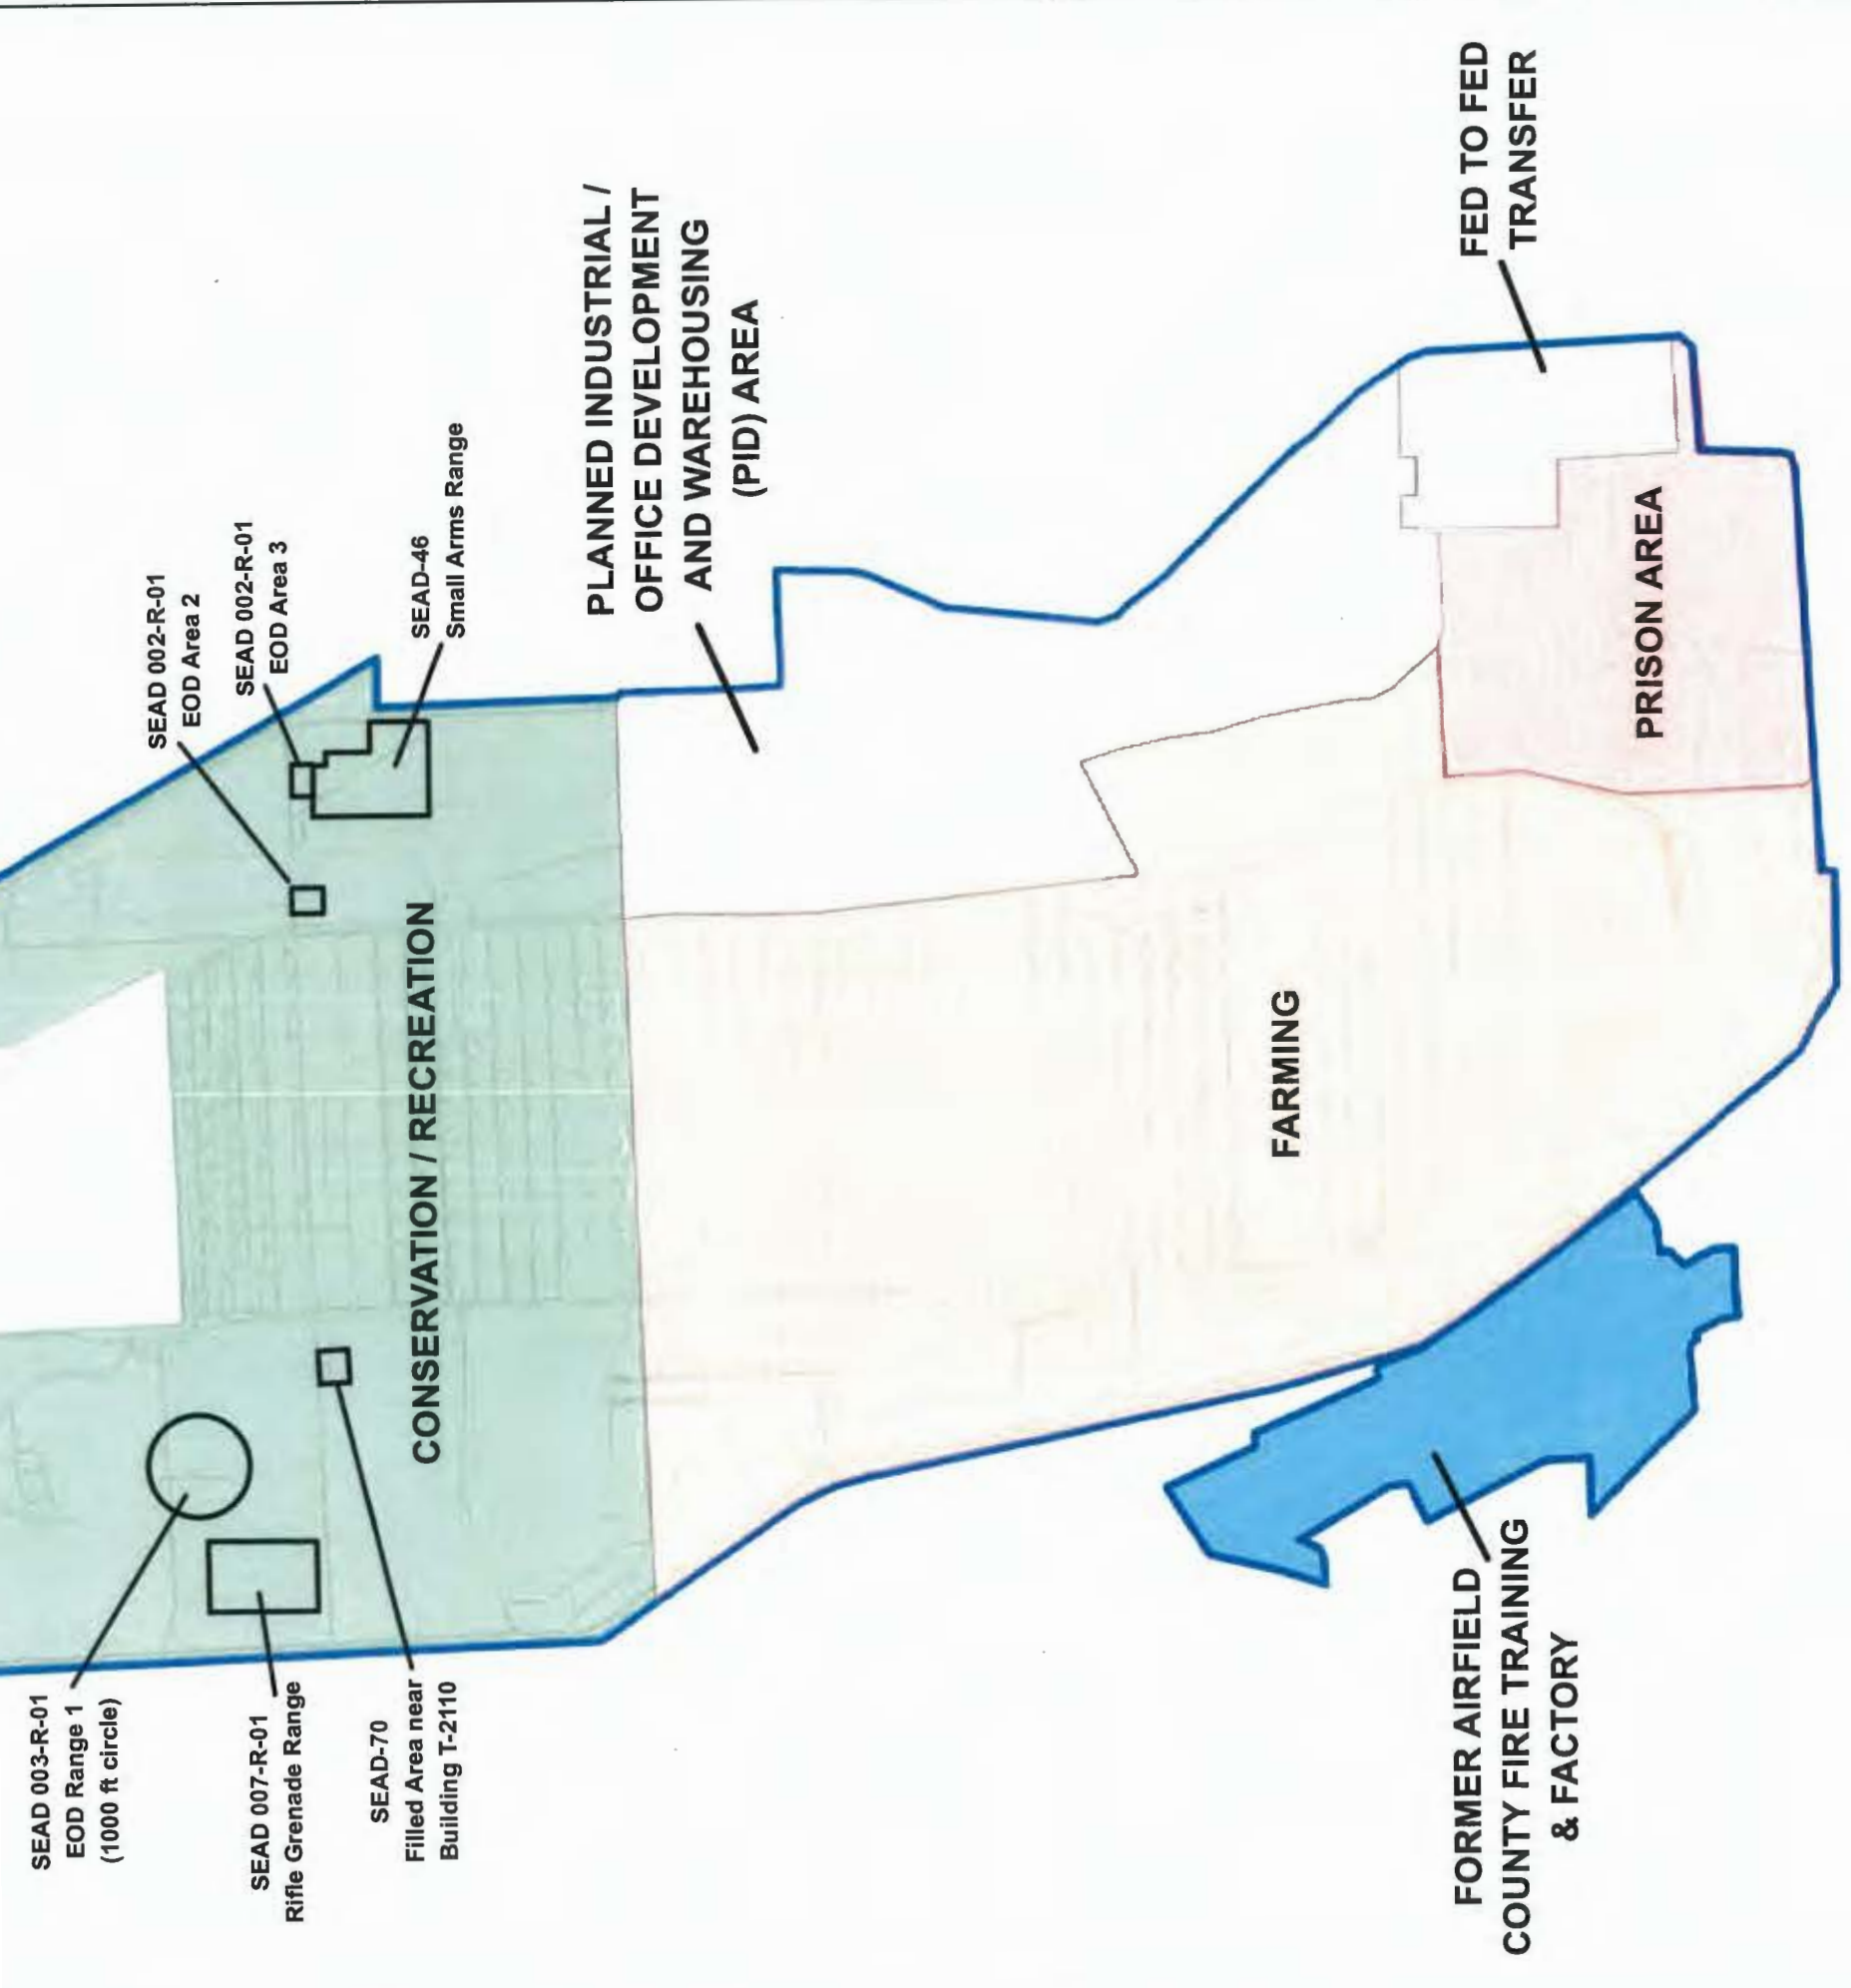 SEAD 003-R-01
EOD Range 1
(1000 ft circle)
SEAD 007-R-01
Rifle Grenade Range
SEAD-70
Filled Area near
Building T-2110
SEAD 002-R-01
EOD Area 2
SEAD 002-R-01
EOD Area 3
SEAD-46
Small Arms Range
CONSERVATION / RECREATION
PLANNED INDUSTRIAL /
OFFICE DEVELOPMENT
AND WAREHOUSING
(PID) AREA
FARMING
FED TO FED
TRANSFER
PRISON AREA
FORMER AIRFIELD
COUNTY FIRE TRAINING
& FACTORY